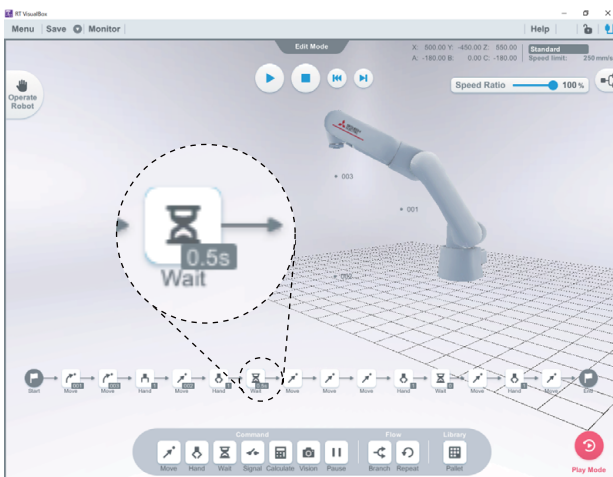 RT VisualBox
Menu Save Monitor Help
Edit Mode
X: 500.00 Y: -450.00 Z: 550.00
A: -180.00 B: 0.00 C: -180.00
Standard
Speed limit: 250 mm/s
Operate
Robot
Speed Ratio 100 %
003
001
0.5s
Wait
Start Move Move Hand Move Hand Wait Move Move Move Hand Wait Move Hand Move End
Command Flow Library
Move Hand Wait Signal Calculate Vision Pause Branch Repeat Pallet
Play Mode